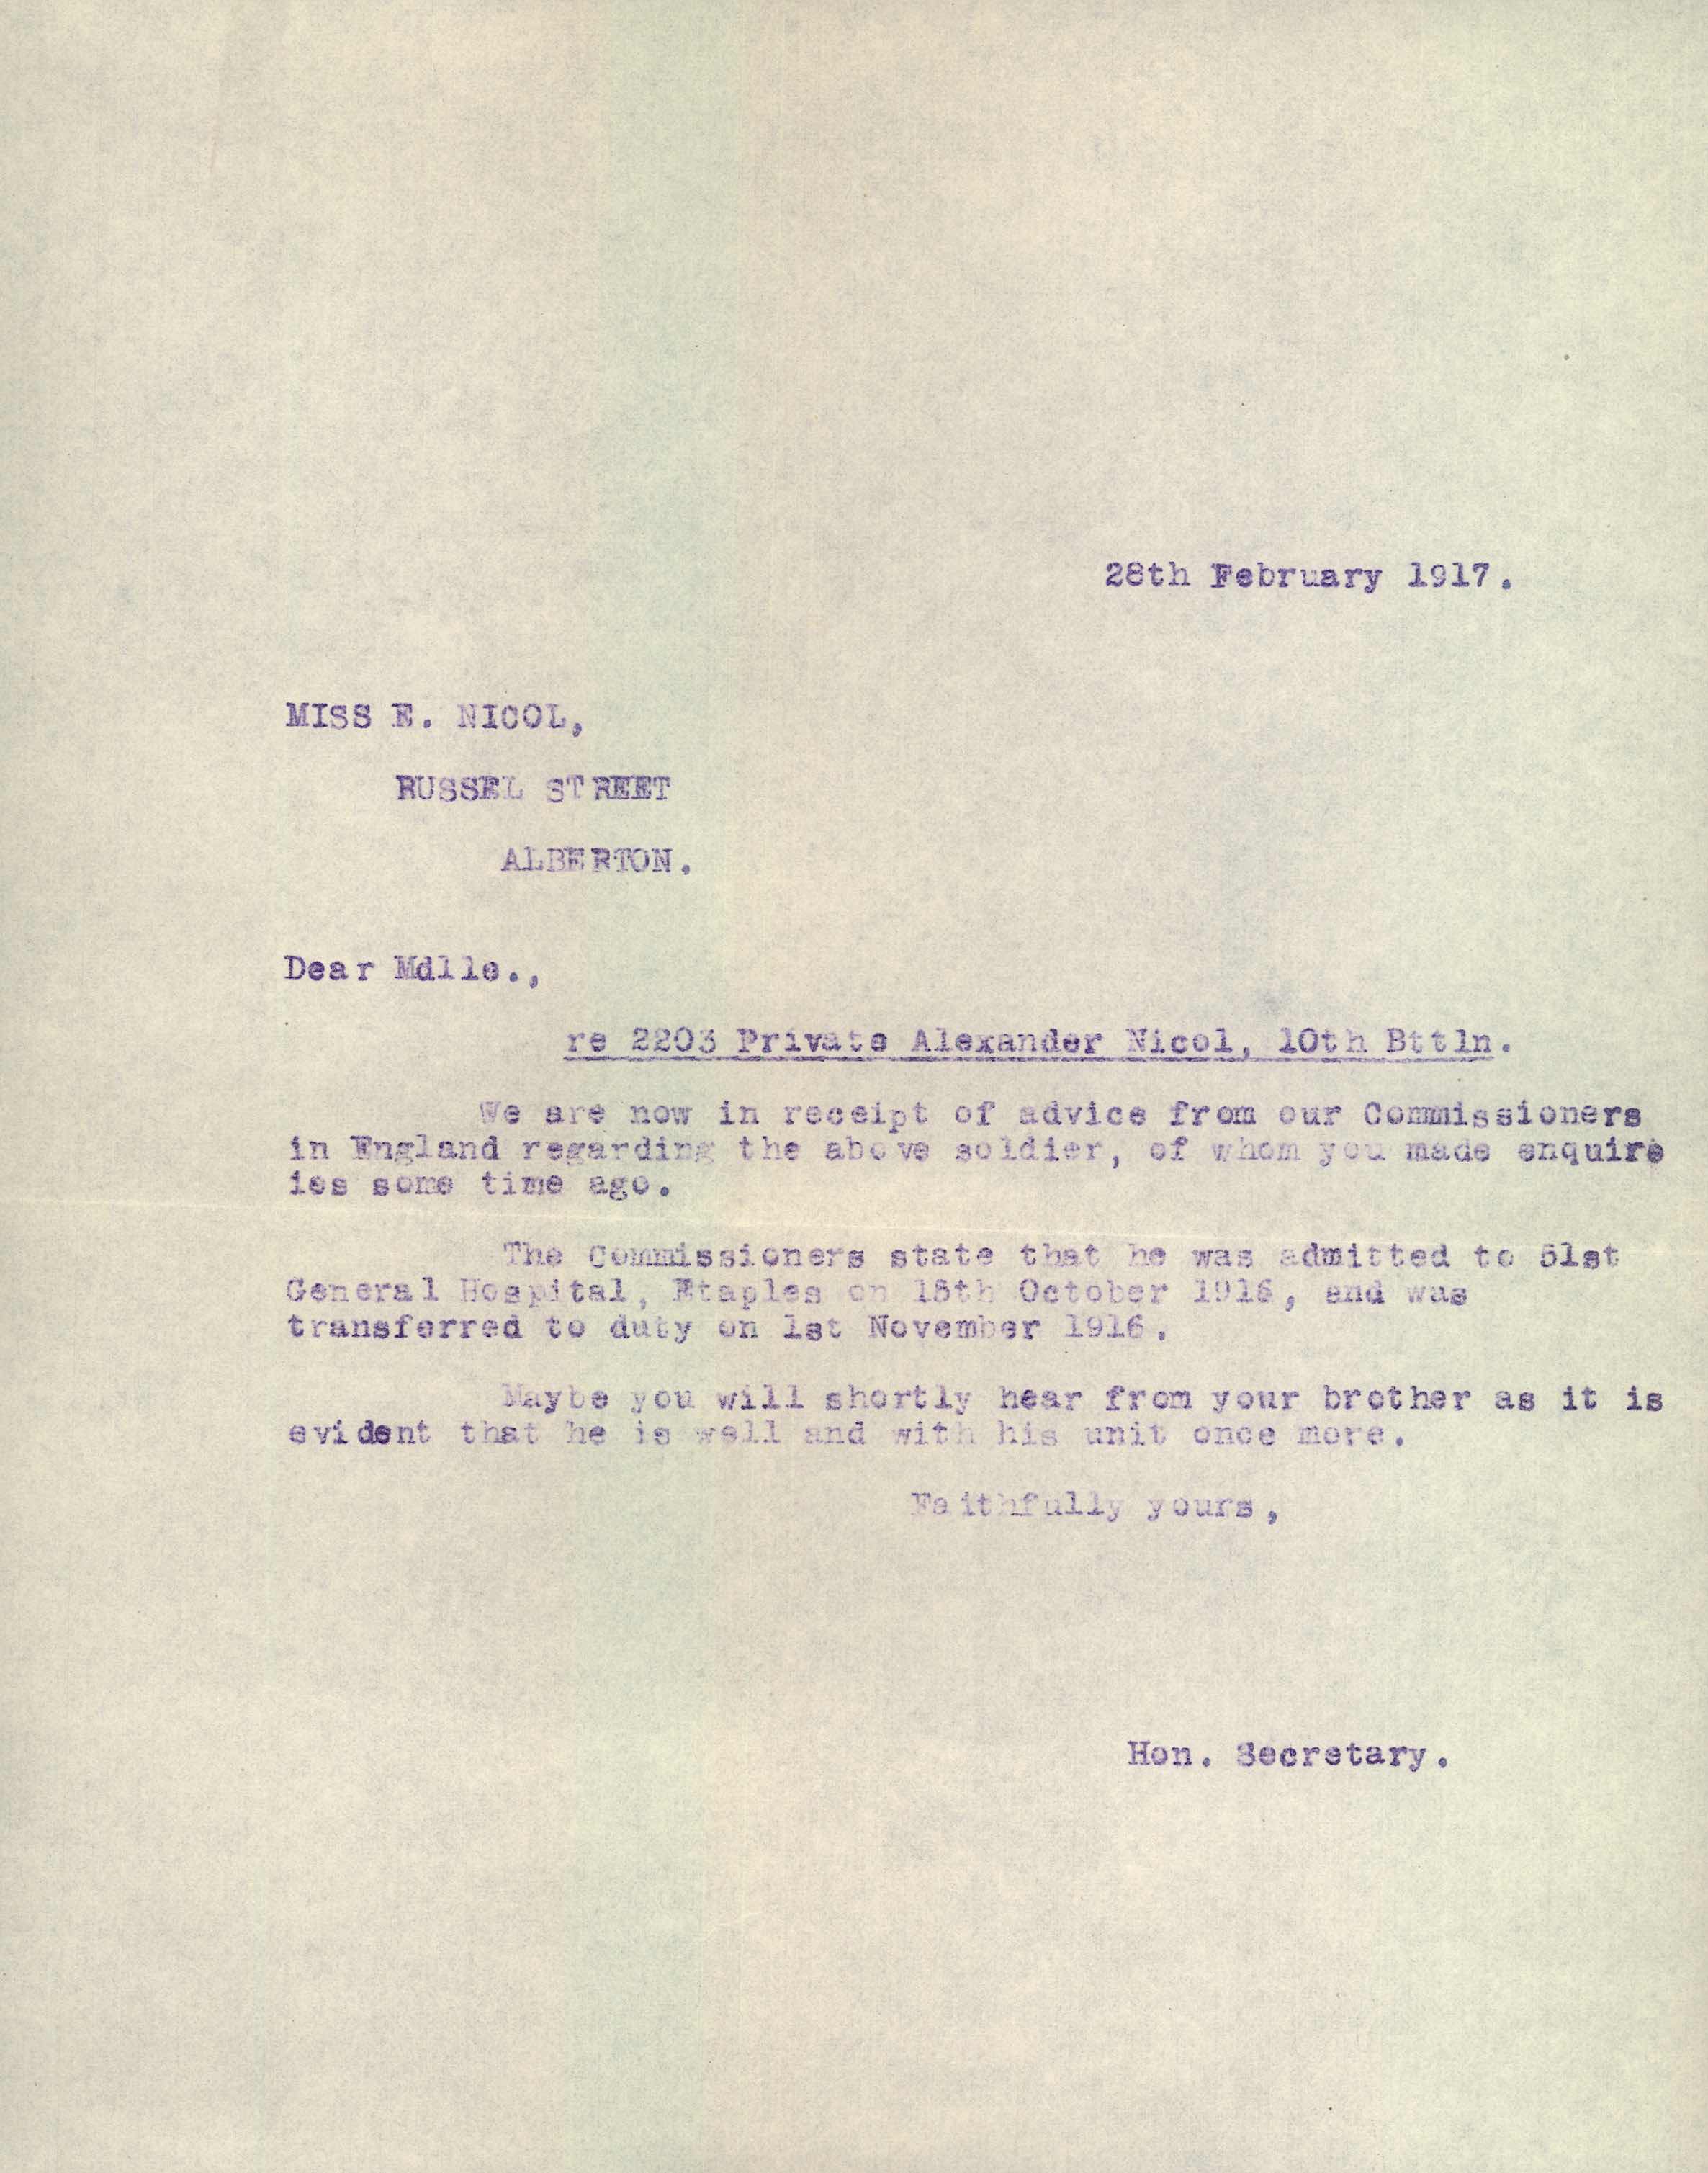 28th February 1917.
MISS E. NICOL,
RUSSEL STREET
ALBERTON.
Dear Mdlle.,
re 2203 Private Alexander Nicol, 10th Bttln.
We are now in receipt of advice from our Commissioners
in England regarding the above soldier, of whom you made enquire
ies some time ago.
The Commissioners state that he was admitted to 51st
General Hospital, Etaples on 18th October 1916, and was
transferred to duty on 1st November 1916.
Maybe you will shortly hear from your brother as it is
evident that he is well and with his unit once more.
Faithfully yours,
Hon. Secretary.